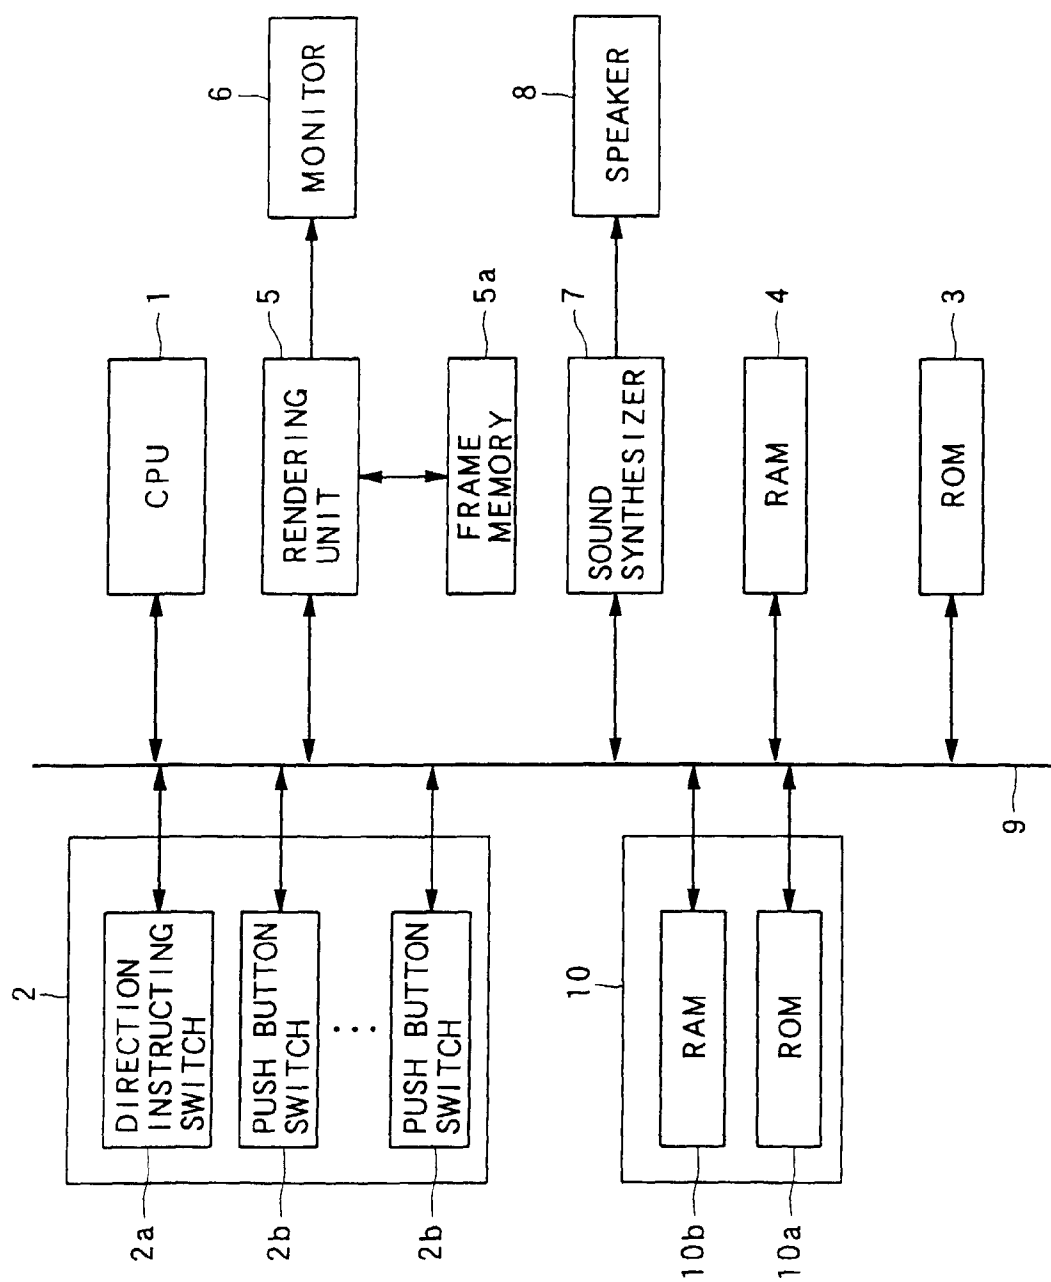 2
2a
DIRECTION
INSTRUCTING
SWITCH
2b
PUSH BUTTON
SWITCH
...
2b
PUSH BUTTON
SWITCH
10
10b
RAM
10a
ROM
9
1
CPU
5
RENDERING
UNIT
6
MONITOR
5a
FRAME
MEMORY
7
SOUND
SYNTHESIZER
8
SPEAKER
4
RAM
3
ROM